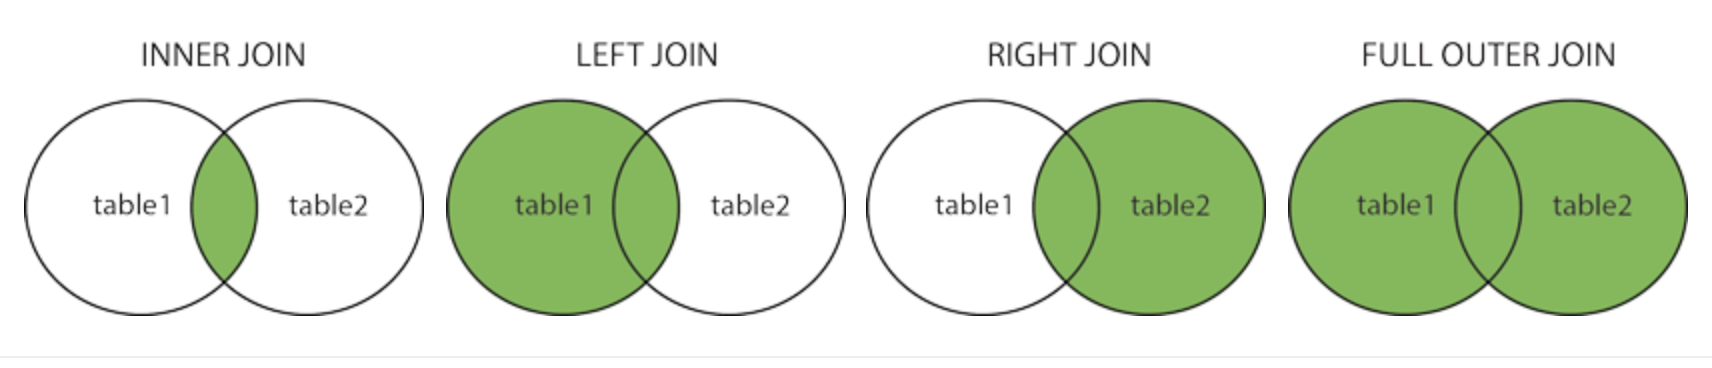 INNER JOIN
table1 table2
LEFT JOIN
table1 table2
RIGHT JOIN
table1 table2
FULL OUTER JOIN
table1 table2